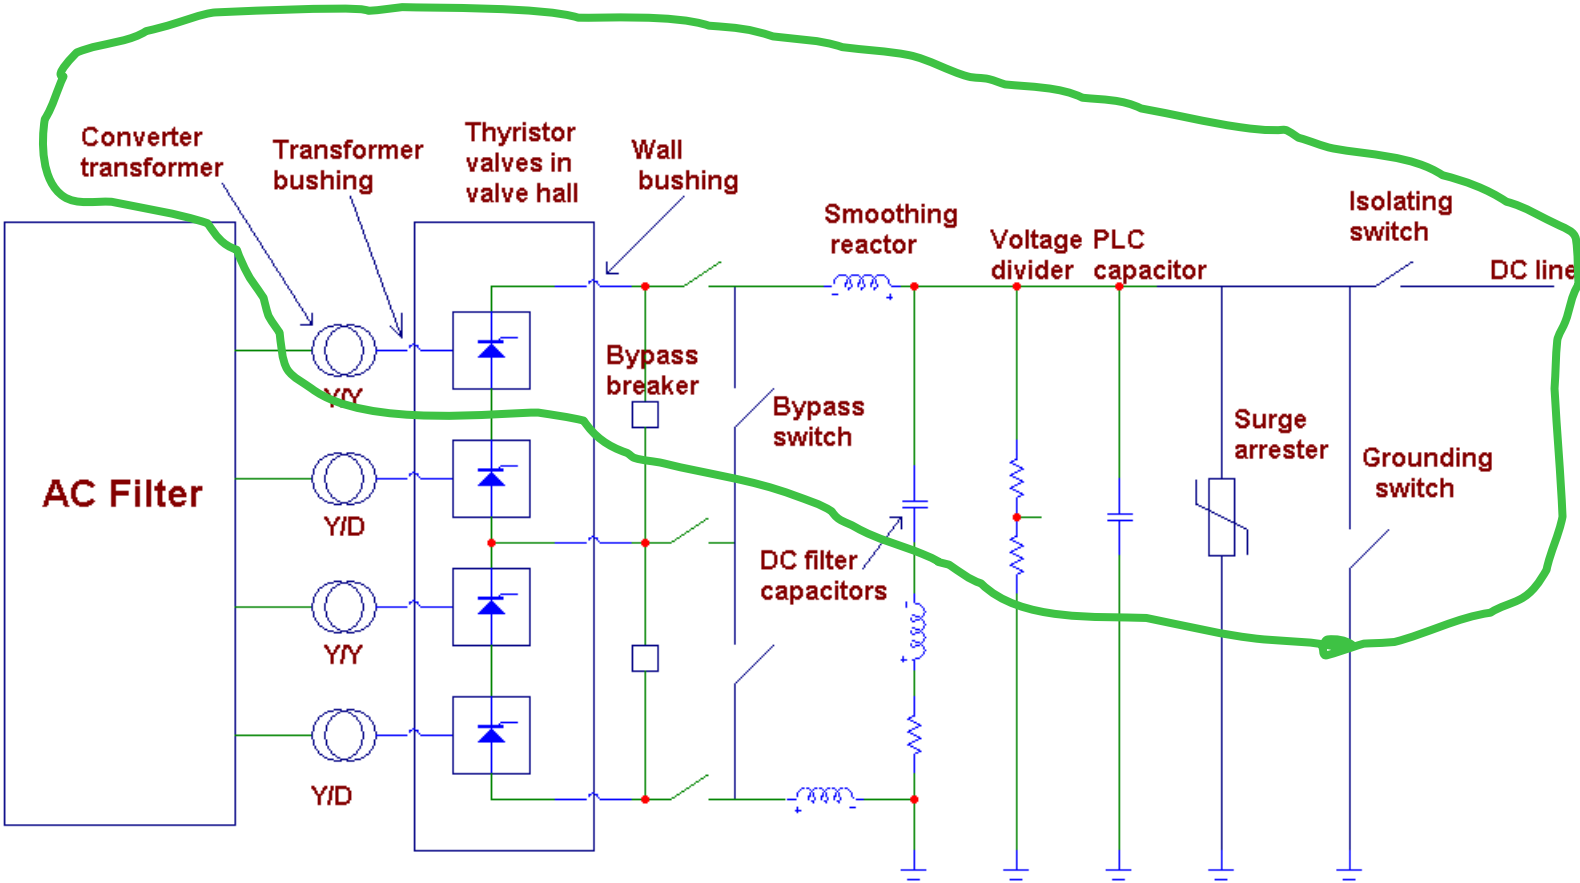 Converter
transformer
Transformer
bushing
Thyristor
valves in
valve hall
Wall
bushing
Smoothing
reactor
Voltage
divider
PLC
capacitor
Isolating
switch
DC line
Y/Y
Bypass
breaker
Bypass
switch
Surge
arrester
Grounding
switch
AC Filter
Y/D
DC filter
capacitors
Y/Y
Y/D